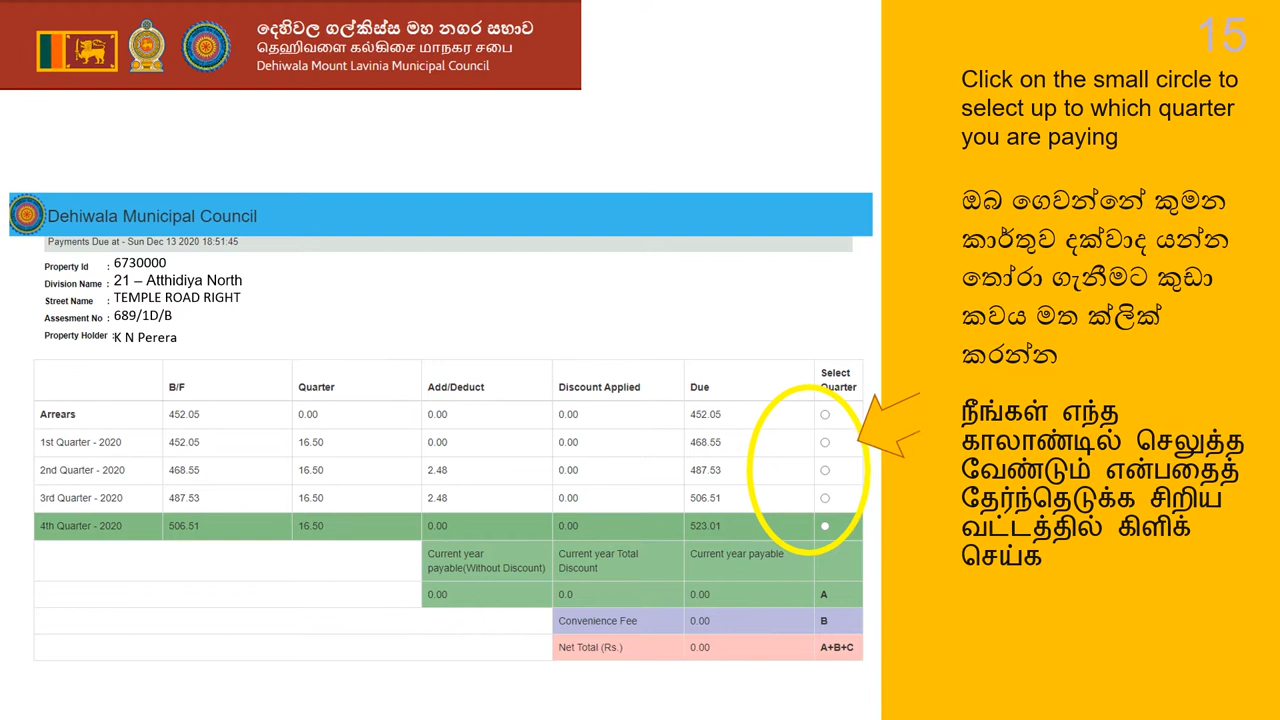 දෙහිවල ගල්කිස්ස මහ නගර සභාව
தெஹிவளை கல்கிசை மாநகர சபை
Dehiwala Mount Lavinia Municipal Council
Dehiwala Municipal Council
Payments Due at - Sun Dec 13 2020 18:51:45
Property Id : 6730000
Division Name : 21 – Atthidiya North
Street Name : TEMPLE ROAD RIGHT
Assesment No : 689/1D/B
Property Holder : K N Perera
B/F Quarter Add/Deduct Discount Applied Due Select Quarter
Arrears 452.05 0.00 0.00 0.00 452.05
1st Quarter - 2020 452.05 16.50 0.00 0.00 468.55
2nd Quarter - 2020 468.55 16.50 2.48 0.00 487.53
3rd Quarter - 2020 487.53 16.50 2.48 0.00 506.51
4th Quarter - 2020 506.51 16.50 0.00 0.00 523.01
Current year payable(Without Discount) Current year Total Discount Current year payable
0.00 0.0 0.00 A
Convenience Fee 0.00 B
Net Total (Rs.) 0.00 A+B+C
15
Click on the small circle to
select up to which quarter
you are paying
ඔබ ගෙවන්නේ කුමන
කාර්තුව දක්වාද යන්න
තෝරා ගැනීමට කුඩා
කවය මත ක්ලික්
කරන්න
நீங்கள் எந்த
காலாண்டில் செலுத்த
வேண்டும் என்பதைத்
தேர்ந்தெடுக்க சிறிய
வட்டத்தில் கிளிக்
செய்க